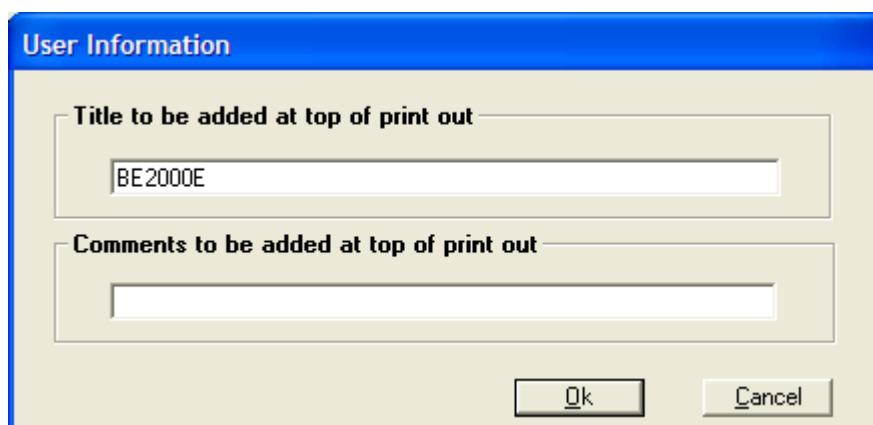 User Information
Title to be added at top of print out
BE2000E
Comments to be added at top of print out
Ok Cancel